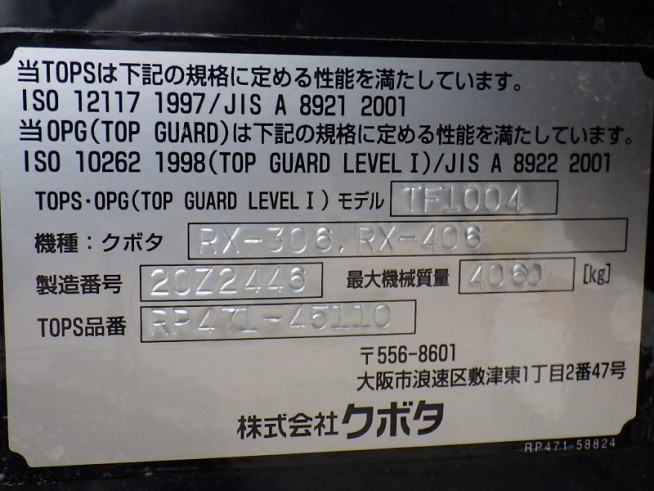 当TOPSは下記の規格に定める性能を満たしています。
ISO 12117 1997/JIS A 8921 2001
当OPG(TOP GUARD)は下記の規格に定める性能を満たしています。
ISO 10262 1998(TOP GUARD LEVELⅠ)/JIS A 8922 2001
TOPS・OPG(TOP GUARD LEVELⅠ)モデル TF1004
機種:クボタ RX-306,RX-406
製造番号 20Z2446 最大機械質量 4060 [kg]
TOPS品番 RP471-45110
〒556-8601
大阪市浪速区敷津東1丁目2番47号
株式会社クボタ
RP471-58824